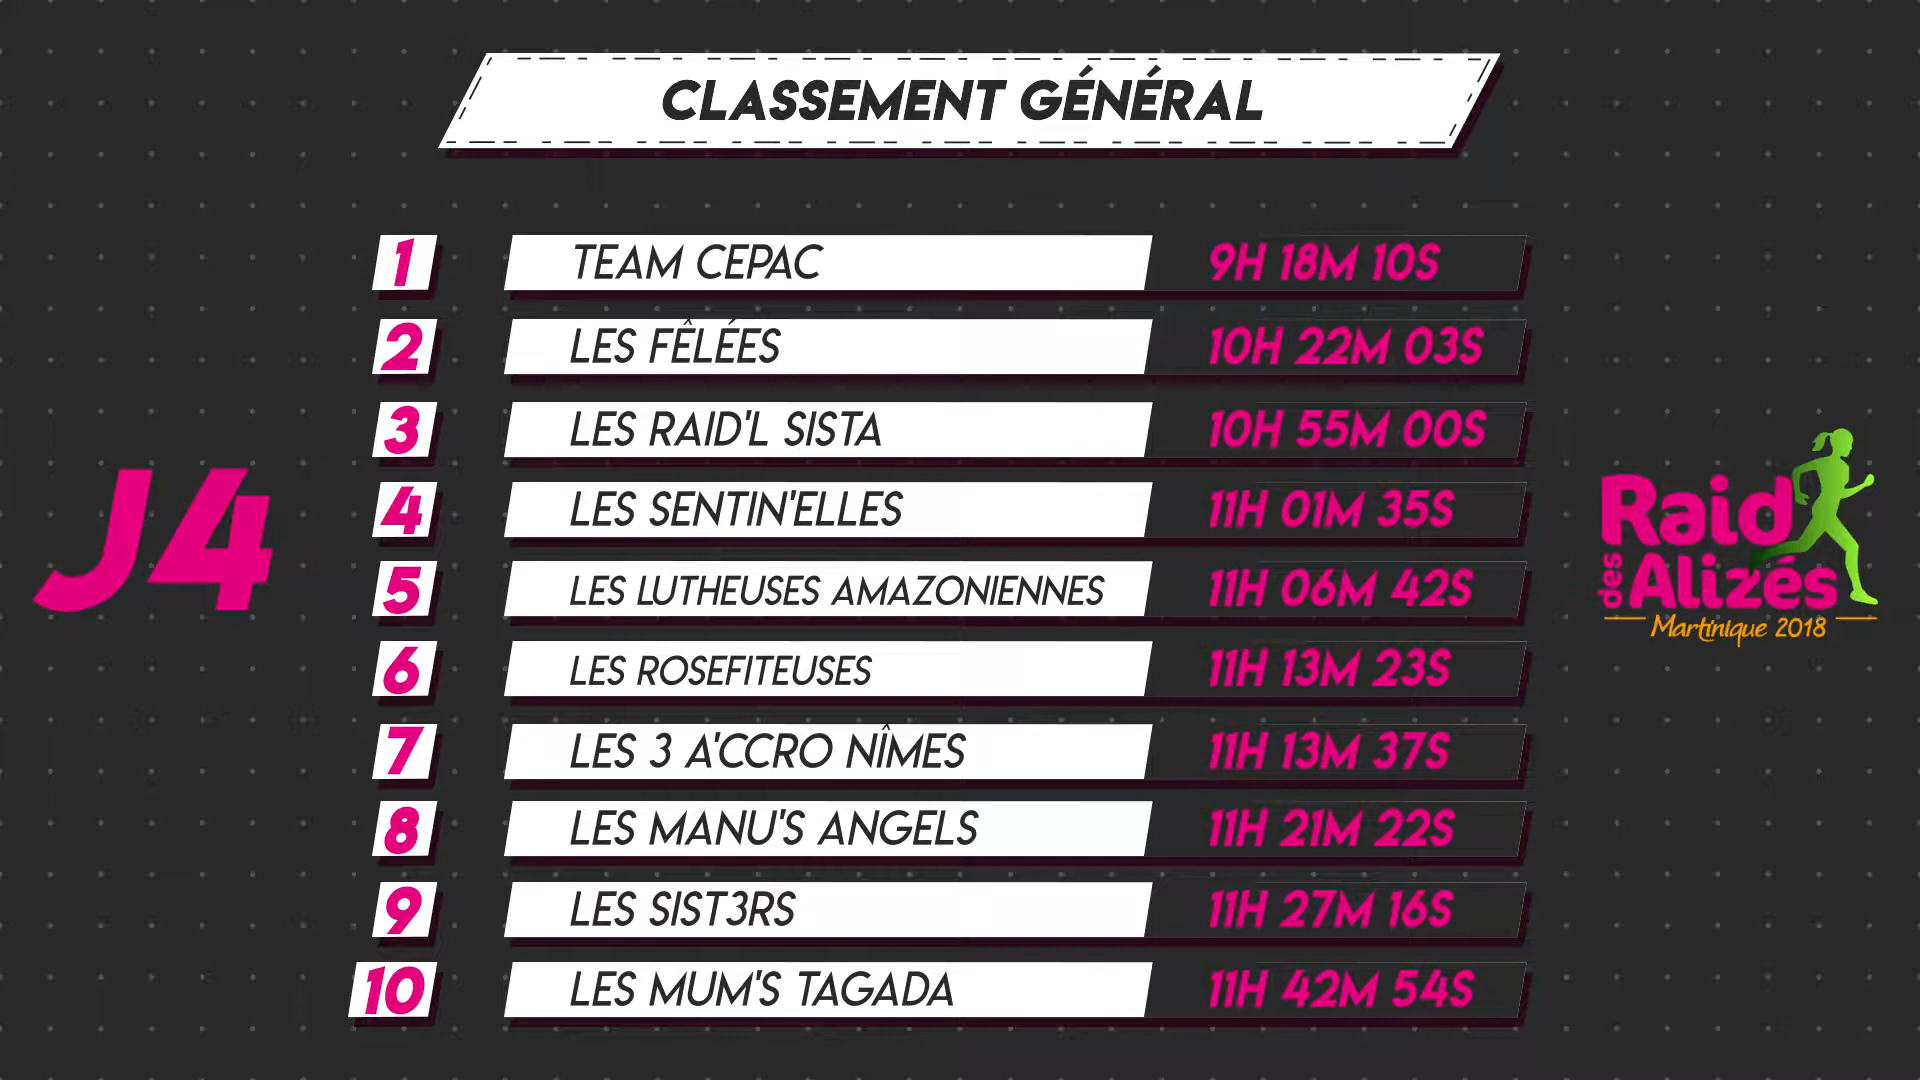 CLASSEMENT GÉNÉRAL
1 TEAM CEPAC 9H 18M 10S
2 LES FÊLÉES 10H 22M 03S
3 LES RAID'L SISTA 10H 55M 00S
4 LES SENTIN'ELLES 11H 01M 35S
5 LES LUTHEUSES AMAZONIENNES 11H 06M 42S
6 LES ROSEFITEUSES 11H 13M 23S
7 LES 3 A'CCRO NÎMES 11H 13M 37S
8 LES MANU'S ANGELS 11H 21M 22S
9 LES SIST3RS 11H 27M 16S
10 LES MUM'S TAGADA 11H 42M 54S
J4
Raid
des Alizés
Martinique 2018